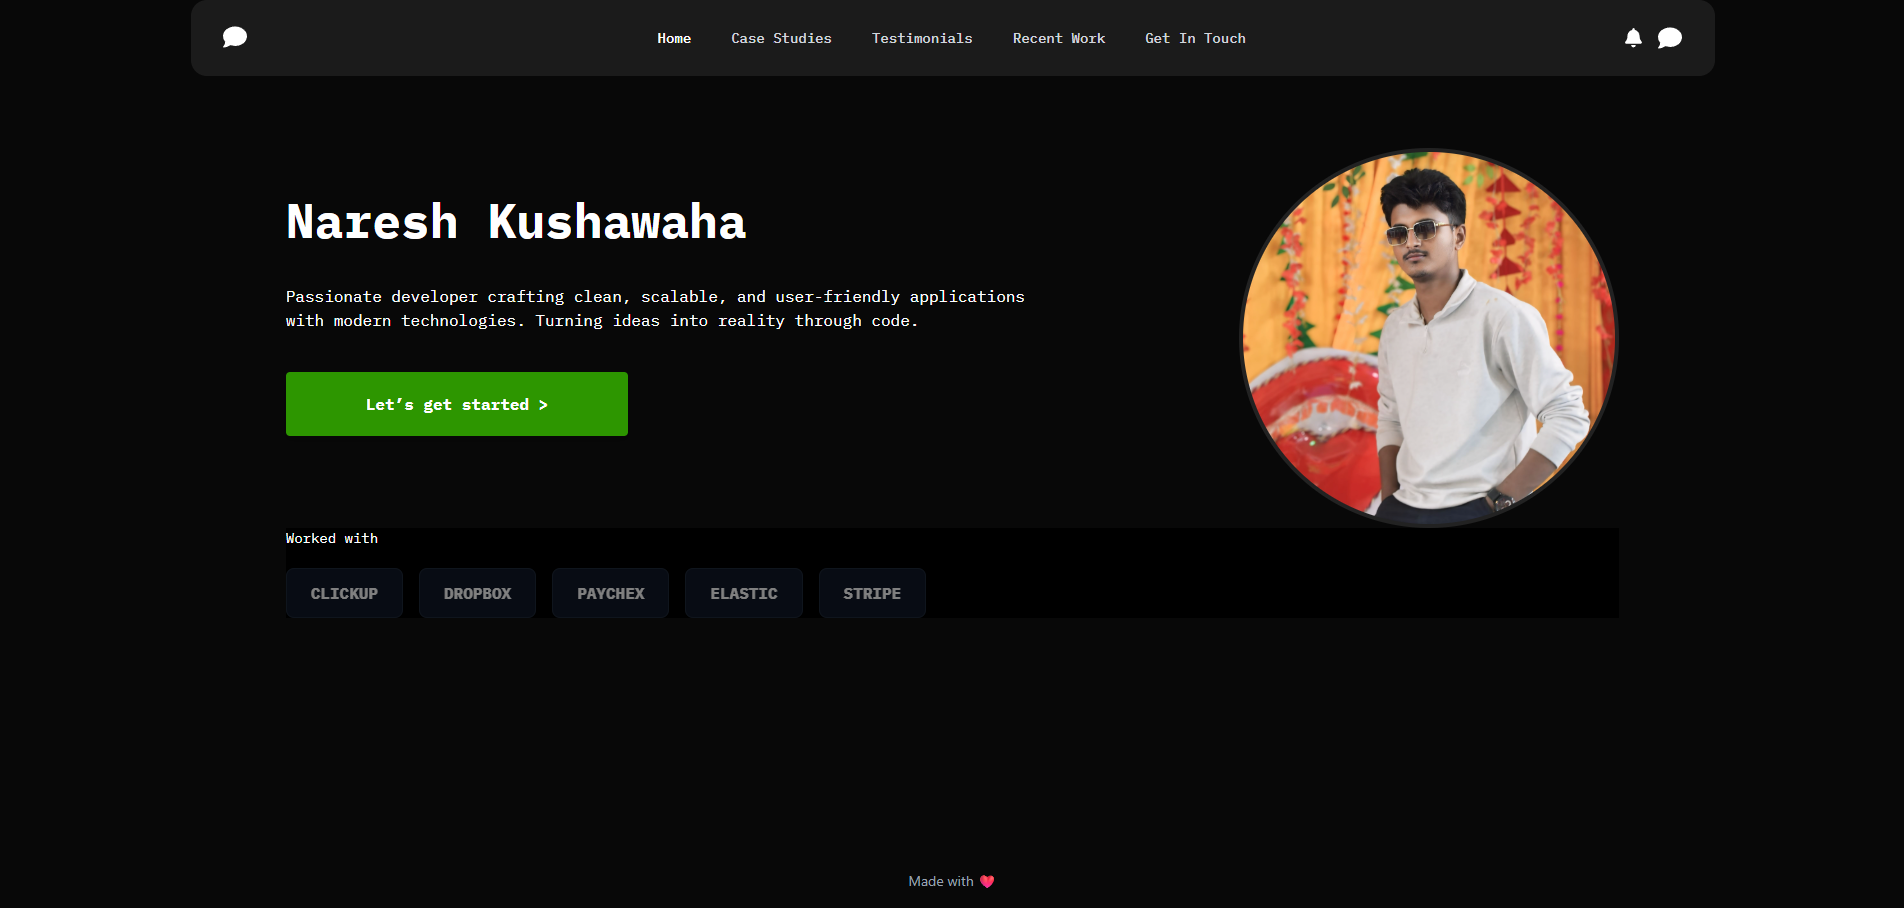 Home
Case Studies
Testimonials
Recent Work
Get In Touch
Naresh Kushawaha
Passionate developer crafting clean, scalable, and user-friendly applications
with modern technologies. Turning ideas into reality through code.
Let’s get started >
Worked with
CLICKUP
DROPBOX
PAYCHEX
ELASTIC
STRIPE
Made with ❤️